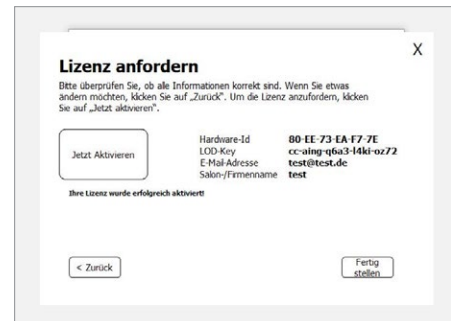 X
Lizenz anfordern
Bitte überprüfen Sie, ob alle Informationen korrekt sind. Wenn Sie etwas
ändern möchten, klicken Sie auf „Zurück". Um die Lizenz anzufordern, klicken
Sie auf „Jetzt aktivieren".
Jetzt Aktivieren
Hardware-Id 80-EE-73-EA-F7-7E
LOD-Key cc-aing-q6a3-l4ki-oz72
E-Mail-Adresse test@test.de
Salon-/Firmenname test
Ihre Lizenz wurde erfolgreich aktiviert!
< Zurück
Fertig
stellen